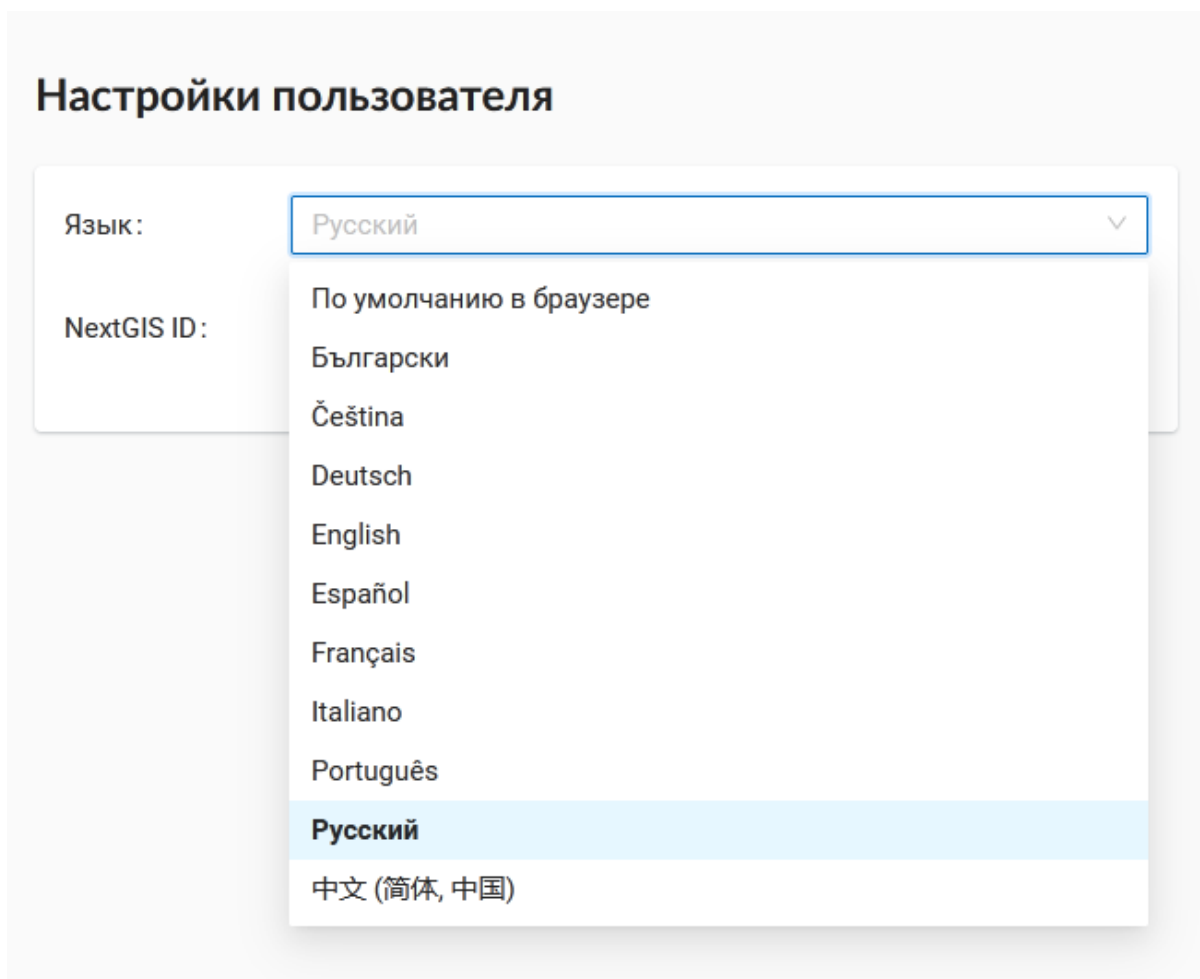 Настройки пользователя
Язык: Русский
По умолчанию в браузере
NextGIS ID:
Български
Čeština
Deutsch
English
Español
Français
Italiano
Português
Русский
中文 (简体, 中国)